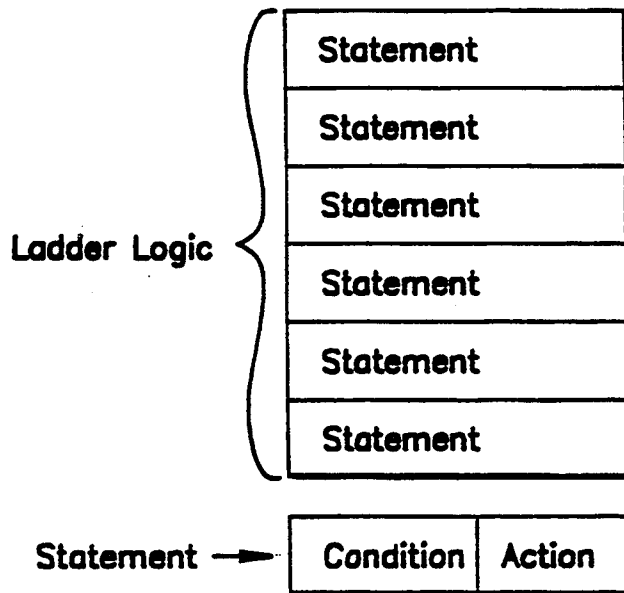 Statement
Statement
Statement
Ladder Logic
Statement
Statement
Statement
Statement Condition Action